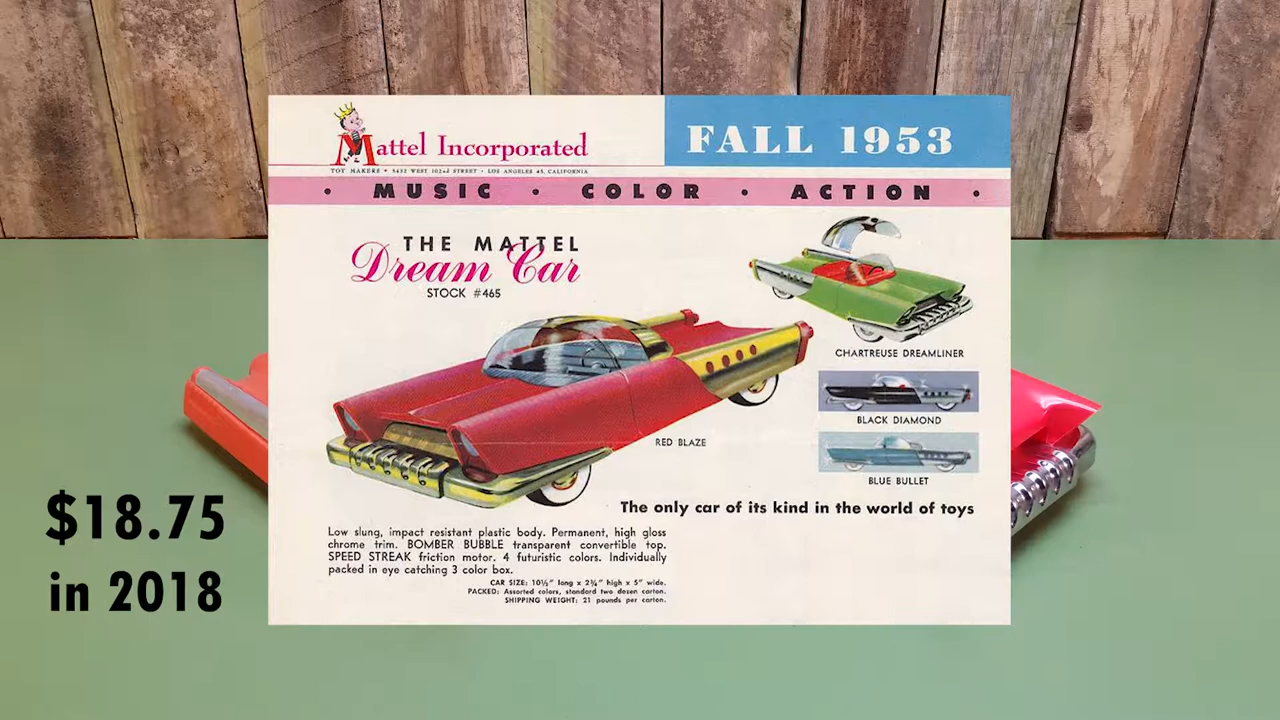 Mattel Incorporated
TOY MAKERS • 5432 WEST 102nd STREET • LOS ANGELES 45, CALIFORNIA
FALL 1953
• MUSIC • COLOR • ACTION •
THE MATTEL
Dream Car
STOCK #465
CHARTREUSE DREAMLINER
BLACK DIAMOND
RED BLAZE
BLUE BULLET
The only car of its kind in the world of toys
Low slung, impact resistant plastic body. Permanent, high gloss
chrome trim. BOMBER BUBBLE transparent convertible top.
SPEED STREAK friction motor. 4 futuristic colors. Individually
packed in eye catching 3 color box.
CAR SIZE: 10½" long x 2¾" high x 5" wide.
PACKED: Assorted colors, standard two dozen carton.
SHIPPING WEIGHT: 21 pounds per carton.
$18.75
in 2018